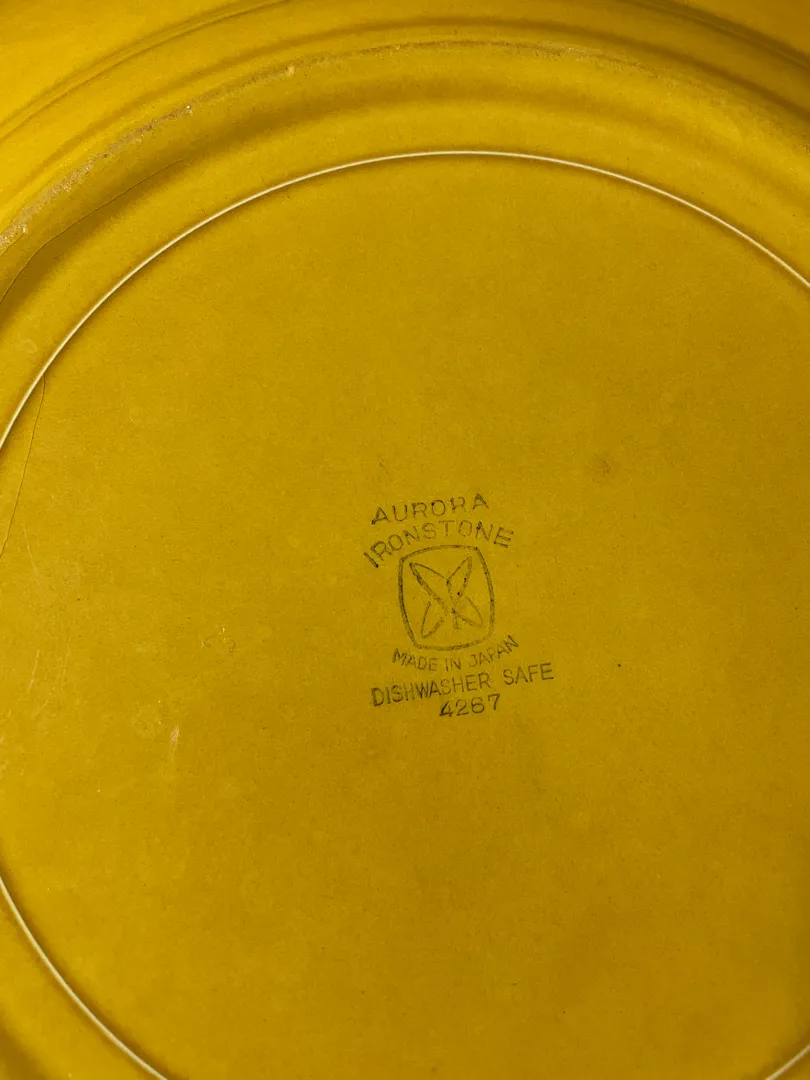 AURORA
IRONSTONE
MADE IN JAPAN
DISHWASHER SAFE
4267